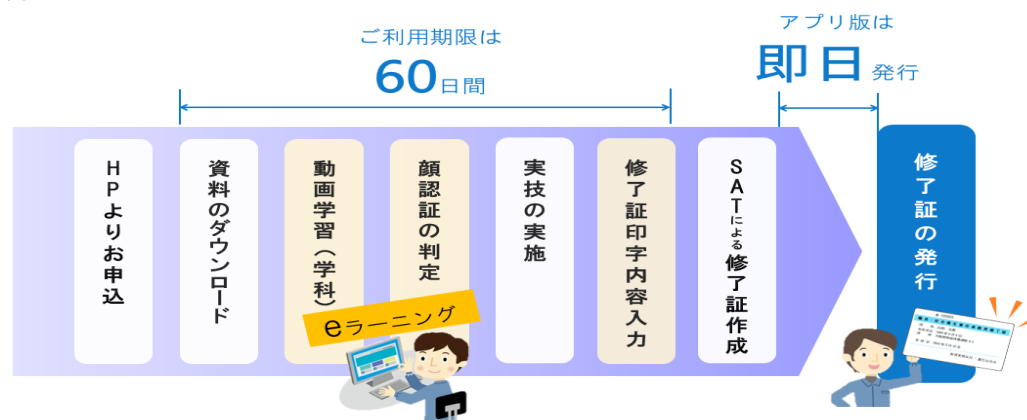 ご利用期限は
60日間
アプリ版は
即日発行
HPよりお申込
資料のダウンロード
動画学習(学科)
顔認証の判定
eラーニング
実技の実施
修了証印字内容入力
SATによる修了証作成
修了証の発行